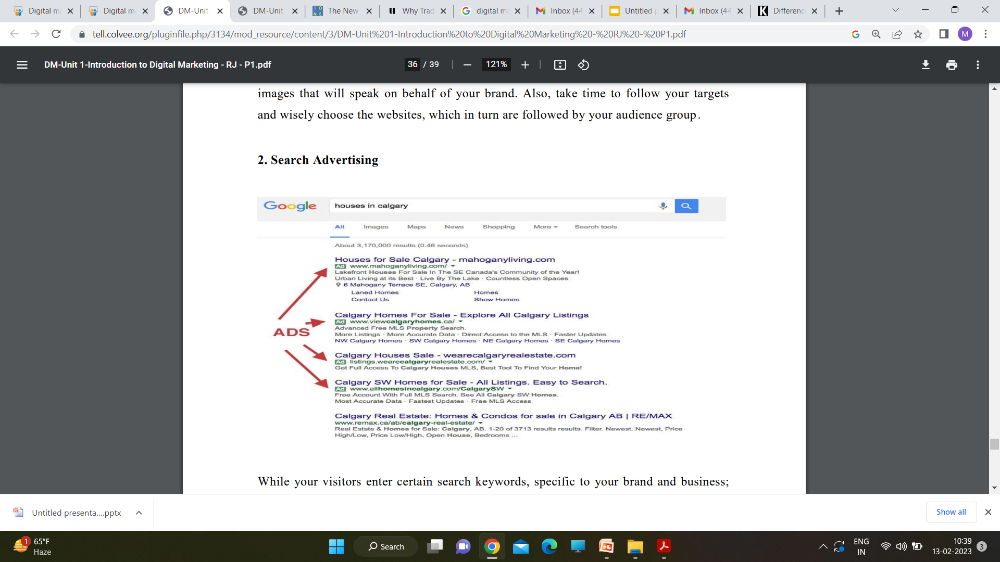 Digital ma
Digital ma
DM-Unit
DM-Unit
The New
Why Trad
digital ma
Inbox (44
Untitled p
Inbox (44
Differenc
tell.colvee.org/pluginfile.php/3134/mod_resource/content/3/DM-Unit%201-Introduction%20to%20Digital%20Marketing%20-%20RJ%20-%20P1.pdf
M
DM-Unit 1-Introduction to Digital Marketing - RJ - P1.pdf
36 / 39
121%
images that will speak on behalf of your brand. Also, take time to follow your targets
and wisely choose the websites, which in turn are followed by your audience group.
2. Search Advertising
Google
houses in calgary
All Images Maps News Shopping More Search tools
About 3,170,000 results (0.46 seconds)
Houses for Sale Calgary - mahoganyliving.com
Ad www.mahoganyliving.com/
Lakefront Houses For Sale In The SE Canada's Community of the Year!
Urban Living at its Best · Live By The Lake · Countless Open Spaces
6 Mahogany Terrace SE, Calgary, AB
Laned Homes Homes
Contact Us Show Homes
ADS
Calgary Homes For Sale - Explore All Calgary Listings
Ad www.viewcalgaryhomes.ca/
Advanced Free MLS Property Search.
More Listings · More Accurate Data · Direct Access to the MLS · Faster Updates
NW Calgary Homes · SW Calgary Homes · NE Calgary Homes · SE Calgary Homes
Calgary Houses Sale - wearecalgaryrealestate.com
Ad listings.wearecalgaryrealestate.com/
Get Full Access To Calgary Houses MLS, Best Tool To Find Your Home!
Calgary SW Homes for Sale - All Listings. Easy to Search.
Ad www.allhomesincalgary.com/CalgarySW
Free Account With Full MLS Search. See All Calgary SW Homes.
Most Accurate Data · Fastest Updates · Free MLS Access
Calgary Real Estate: Homes & Condos for sale in Calgary AB | RE/MAX
www.remax.ca/ab/calgary-real-estate/
Real Estate & Homes for Sale: Calgary, AB. 1-20 of 3713 results results. Filter. Newest. Newest, Price
High/Low, Price Low/High, Open House, Bedrooms ...
While your visitors enter certain search keywords, specific to your brand and business;
Untitled presenta....pptx
Show all
1
65°F
Haze
Search
ENG
IN
10:39
13-02-2023
3